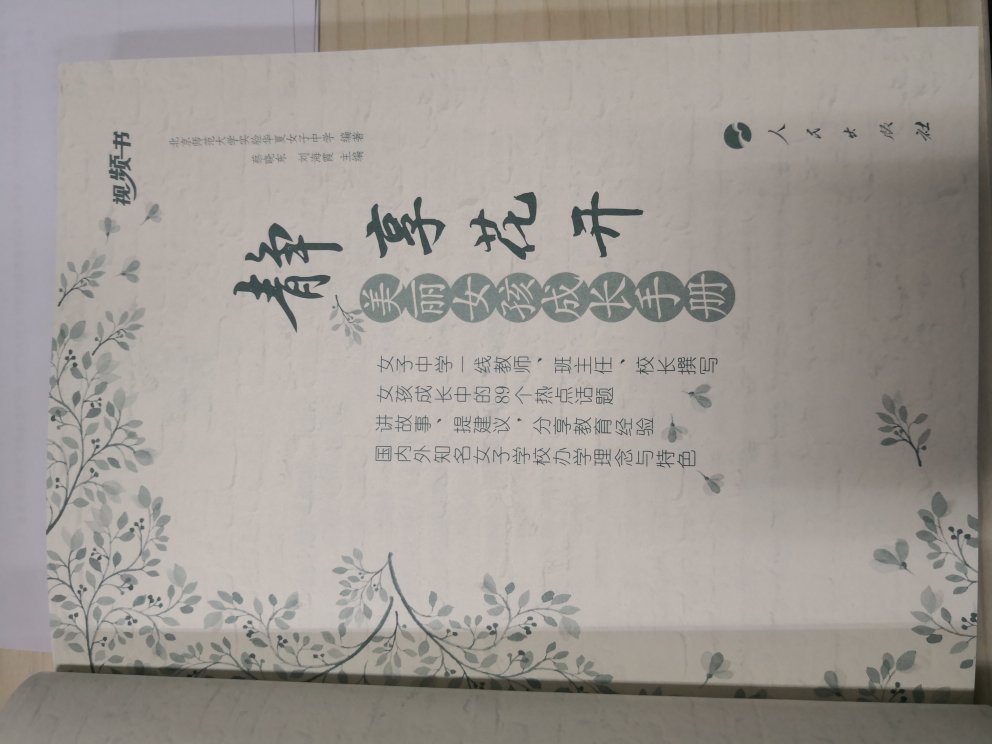 视频书
北京师范大学实验华夏女子中学 编著
蔡晓东 刘海霞 主编
静享花开
美丽女孩成长手册
女子中学一线教师、班主任、校长撰写
女孩成长中的89个热点话题
讲故事、提建议，分享教育经验
国内外知名女子学校办学理念与特色
人民出版社